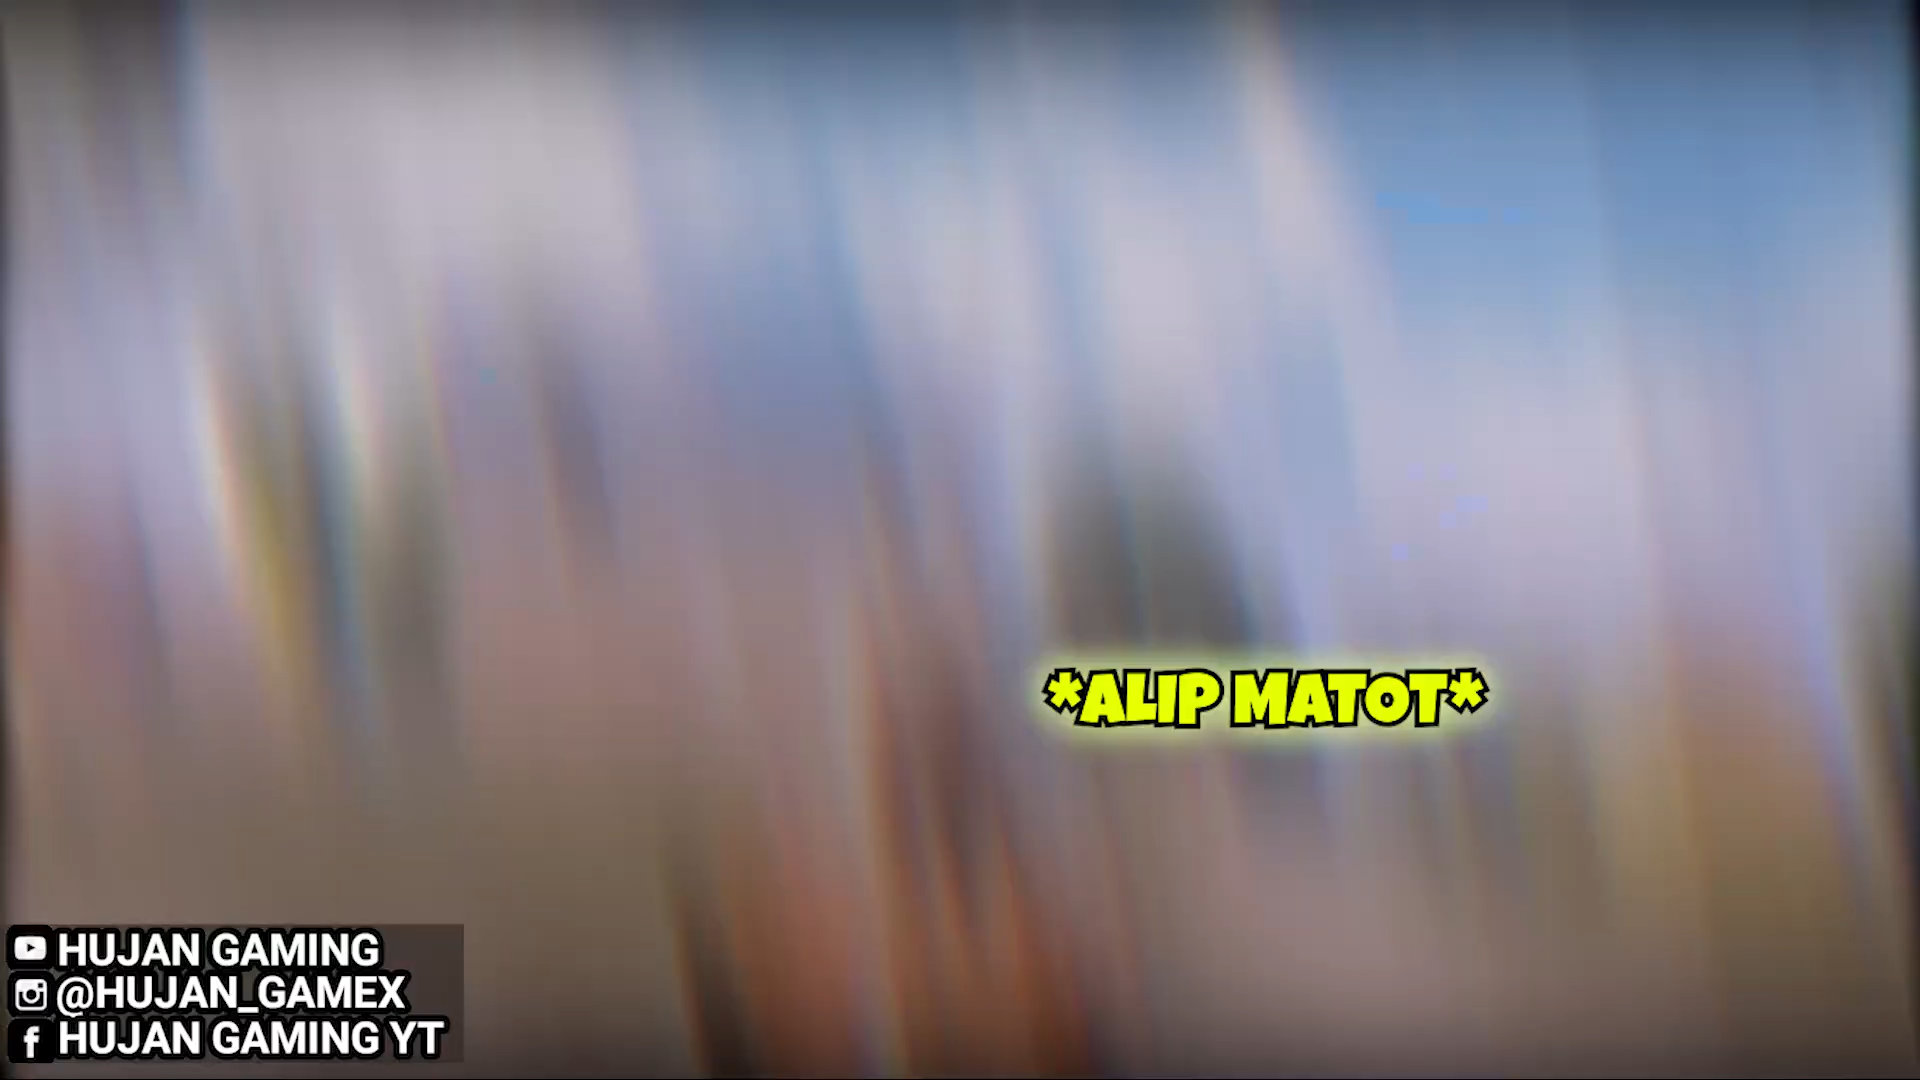 *ALIP MATOT*
HUJAN GAMING
@HUJAN_GAMEX
HUJAN GAMING YT